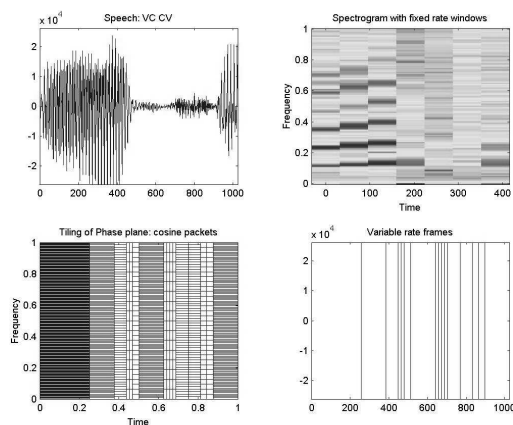 Speech: VC CV
x 10^4
2
1
0
-1
-2
0 200 400 600 800 1000
Spectrogram with fixed rate windows
Frequency
1
0.8
0.6
0.4
0.2
0
0 100 200 300 400
Time
Tiling of Phase plane: cosine packets
Frequency
1
0.8
0.6
0.4
0.2
0
0 0.2 0.4 0.6 0.8 1
Time
Variable rate frames
x 10^4
2
1
0
-1
-2
0 200 400 600 800 1000